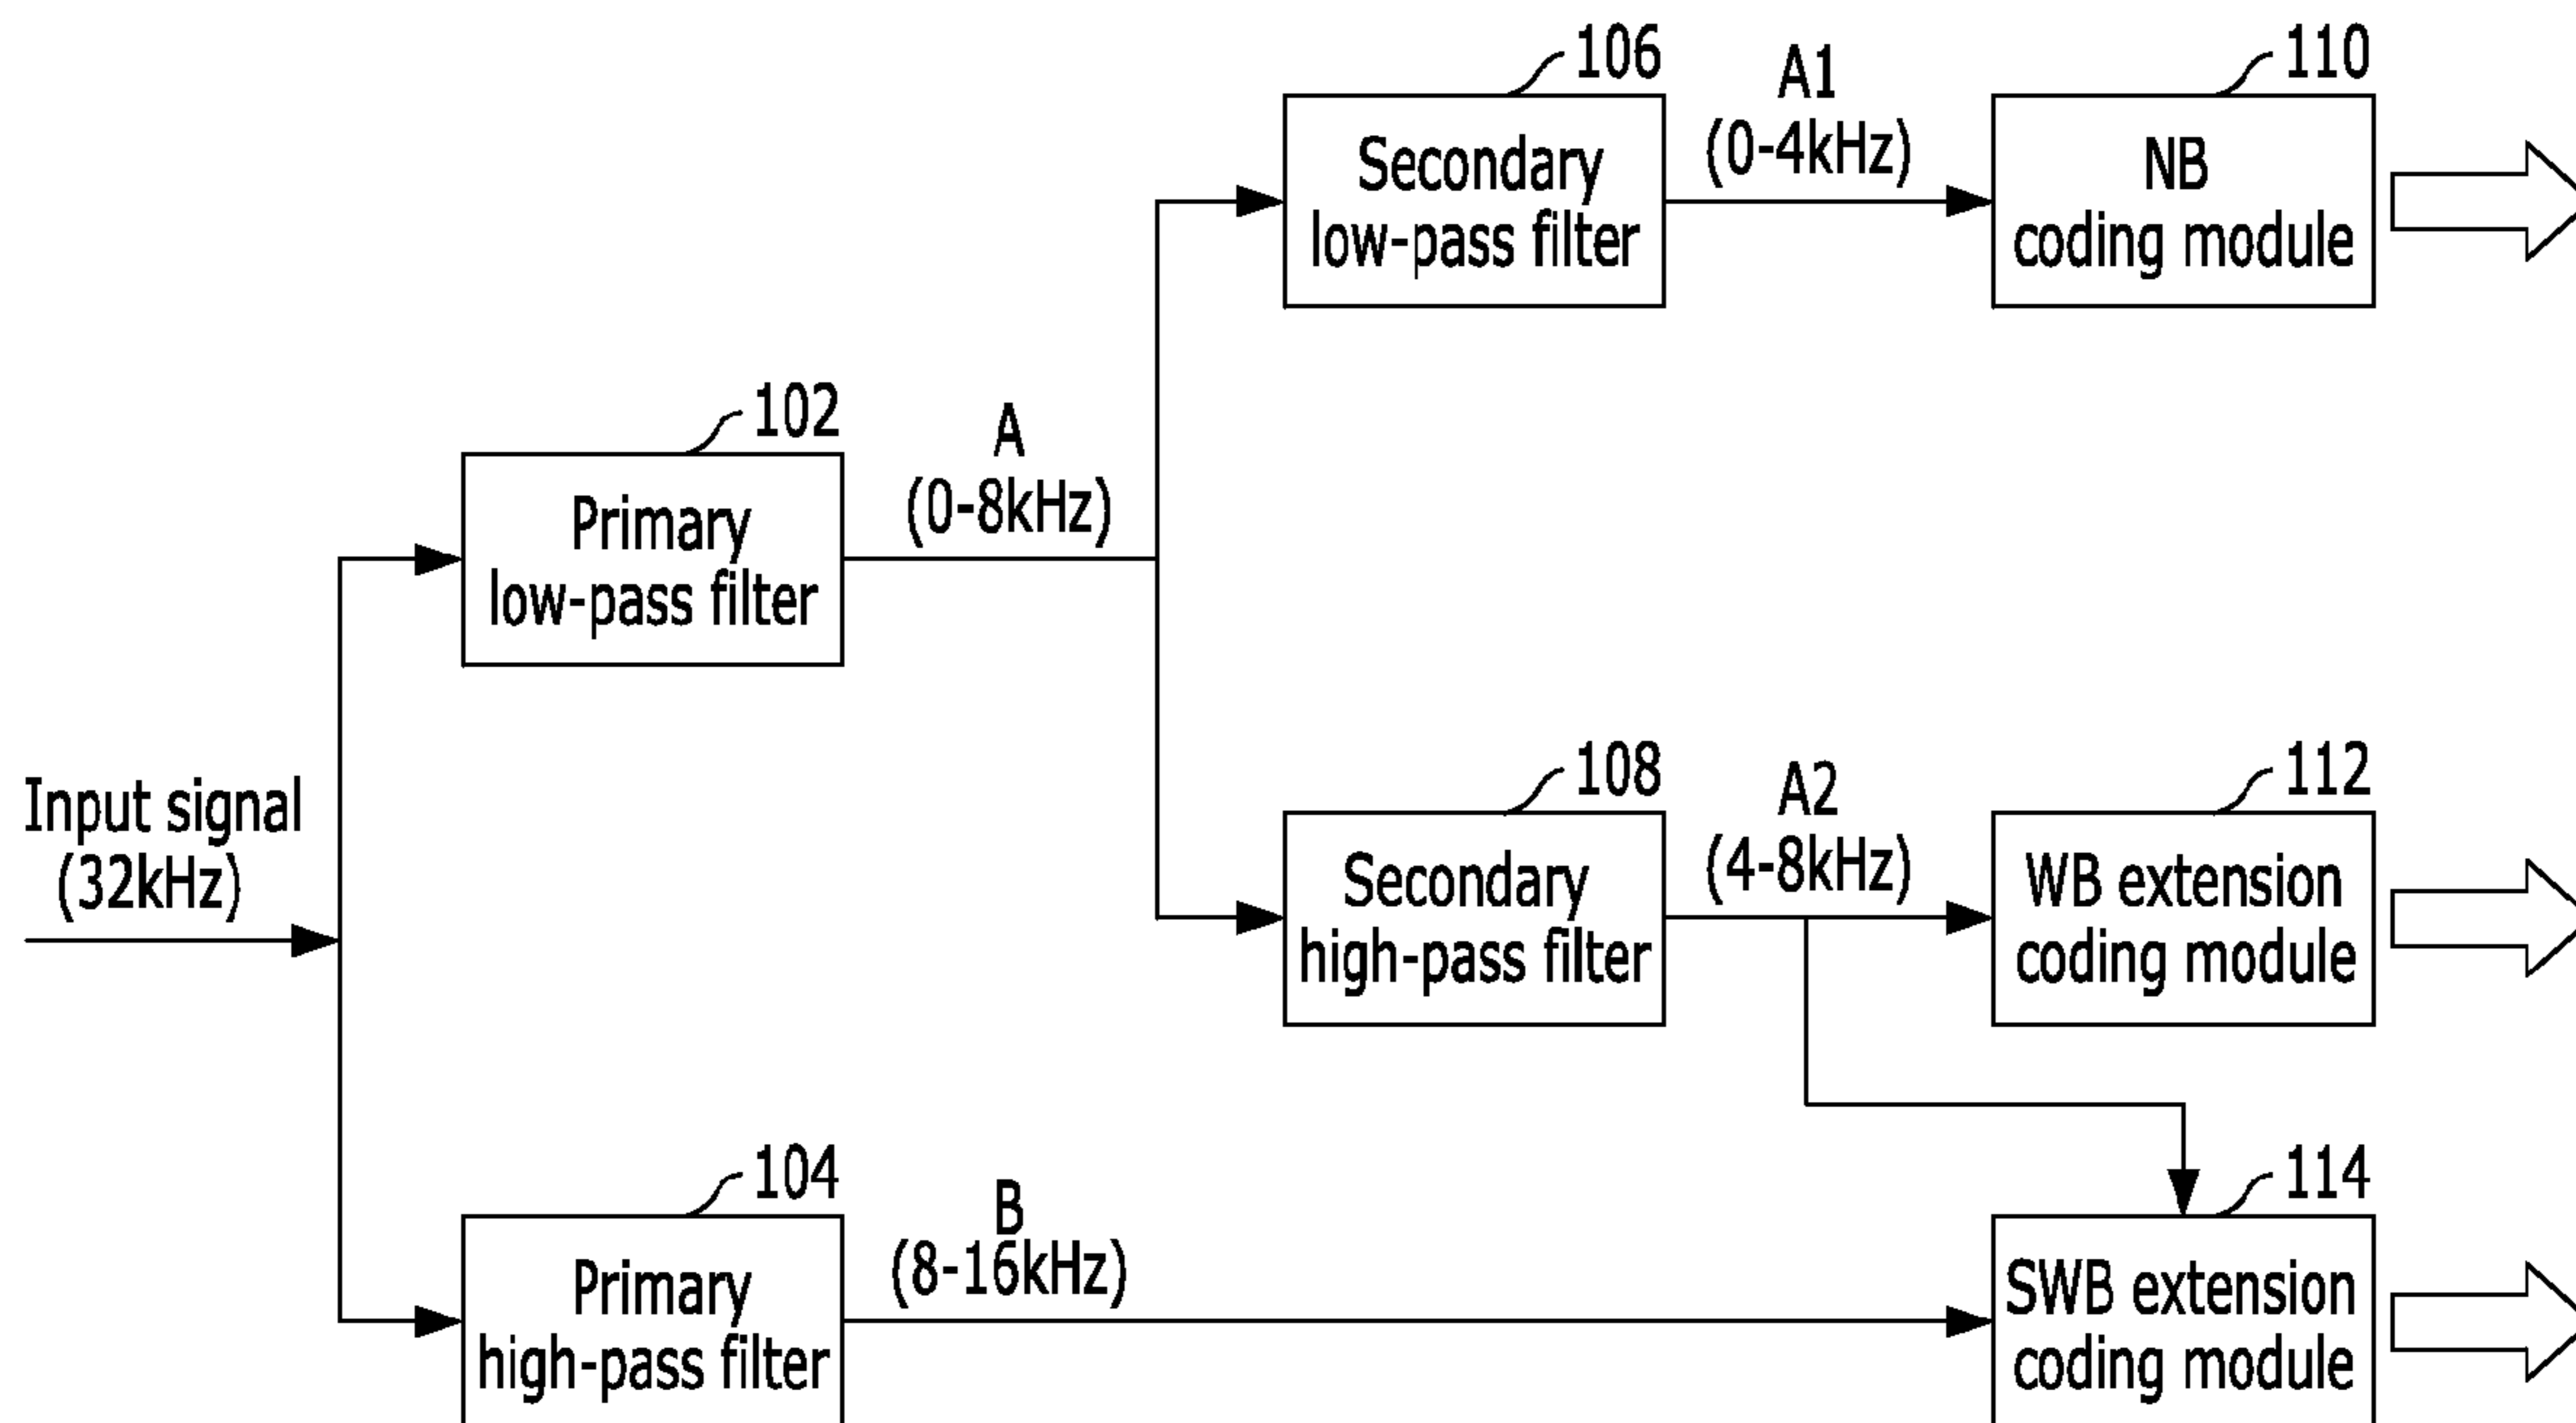 106
A1
(0-4kHz)
110
Secondary
low-pass filter
NB
coding module
102
A
(0-8kHz)
Primary
low-pass filter
Input signal
(32kHz)
108
A2
(4-8kHz)
112
Secondary
high-pass filter
WB extension
coding module
104
B
(8-16kHz)
114
Primary
high-pass filter
SWB extension
coding module